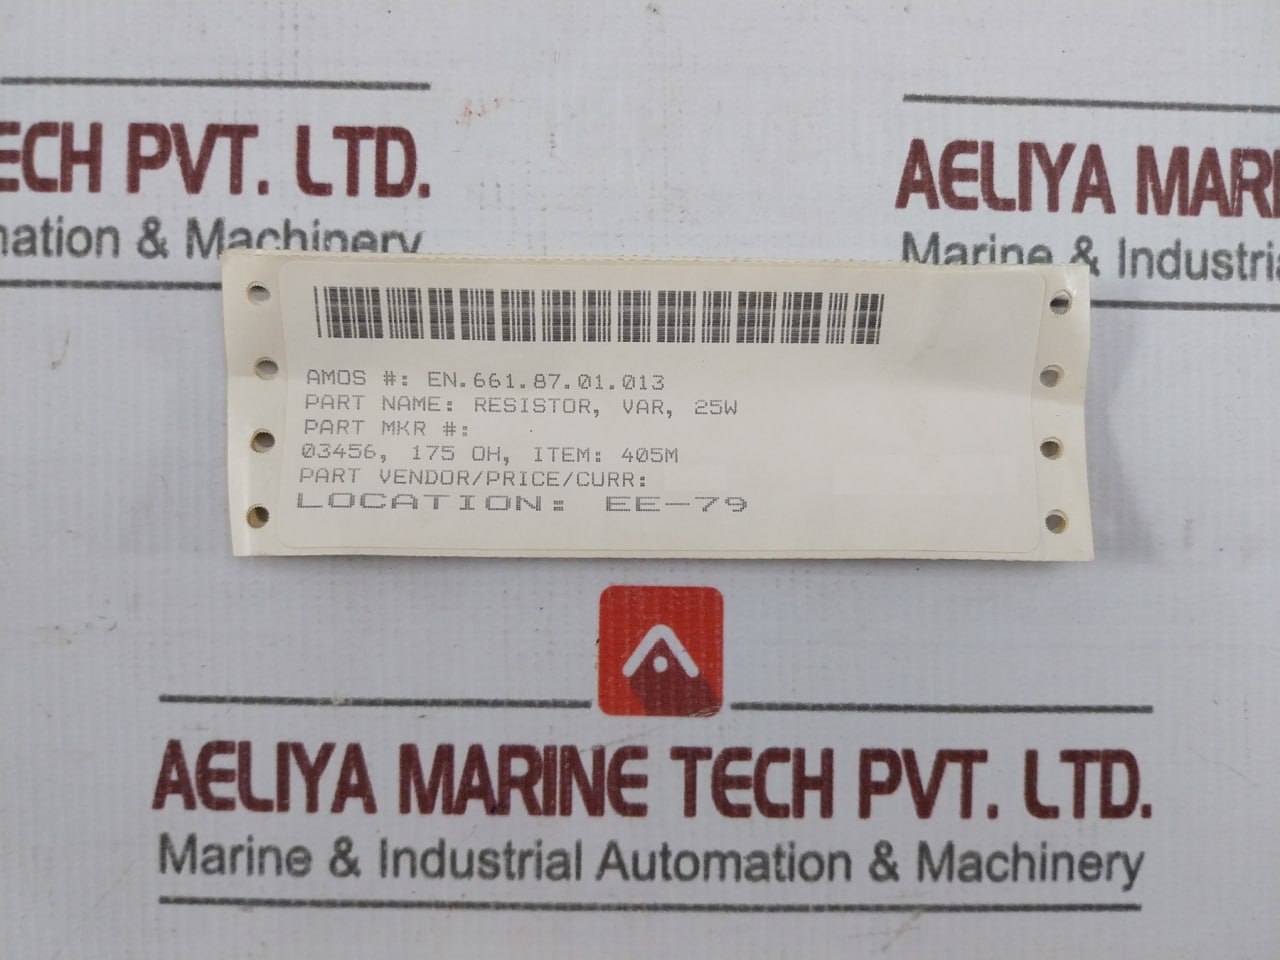 ECH PVT. LTD.
nation & Machinery
AELIYA MARI
Marine & Industri
AMOS #: EN.661.87.01.013
PART NAME: RESISTOR, VAR, 25W
PART MKR #:
03456, 175 OH, ITEM: 405M
PART VENDOR/PRICE/CURR:
LOCATION: EE-79
AELIYA MARINE TECH PVT. LTD.
Marine & Industrial Automation & Machinery